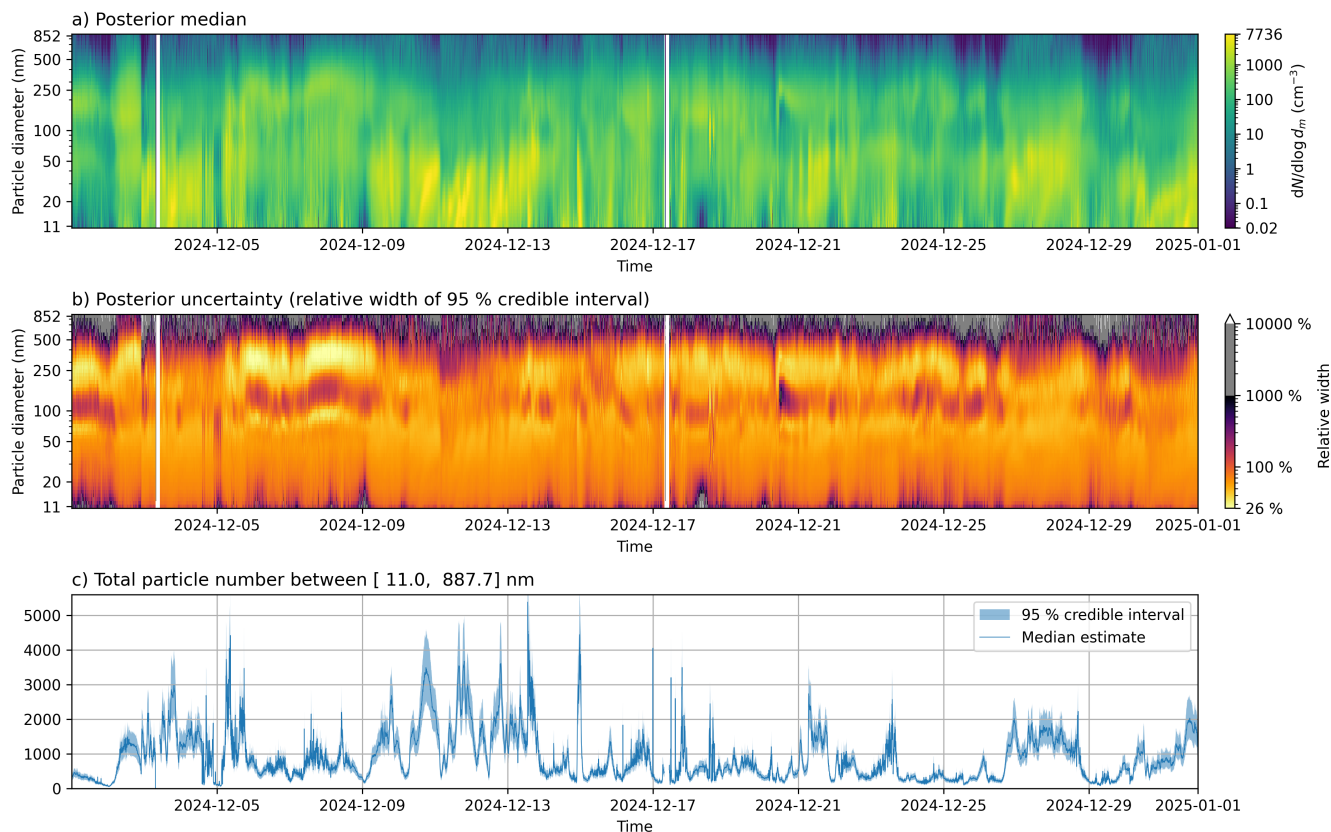 a) Posterior median
Particle diameter (nm)
852
500
250
100
50
20
11
2024-12-05 2024-12-09 2024-12-13 2024-12-17 2024-12-21 2024-12-25 2024-12-29 2025-01-01
Time
7736
1000
100
10
1
0.1
0.02
dN/dlog dₘ (cm⁻³)
b) Posterior uncertainty (relative width of 95 % credible interval)
Particle diameter (nm)
852
500
250
100
50
20
11
2024-12-05 2024-12-09 2024-12-13 2024-12-17 2024-12-21 2024-12-25 2024-12-29 2025-01-01
Time
10000 %
1000 %
100 %
26 %
Relative width
c) Total particle number between [ 11.0,  887.7] nm
5000
4000
3000
2000
1000
0
95 % credible interval
Median estimate
2024-12-05 2024-12-09 2024-12-13 2024-12-17 2024-12-21 2024-12-25 2024-12-29 2025-01-01
Time